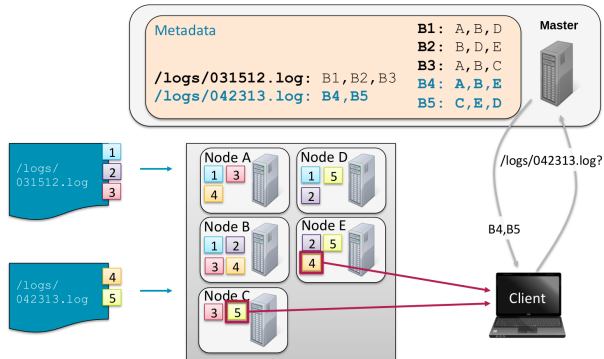 Metadata
B1: A,B,D
B2: B,D,E
B3: A,B,C
B4: A,B,E
B5: C,E,D
/logs/031512.log: B1,B2,B3
/logs/042313.log: B4,B5
Master
/logs/042313.log?
B4,B5
Client
/logs/
031512.log
1
2
3
/logs/
042313.log
4
5
Node A
1 3
4
Node D
1 5
2
Node B
1 2
3 4
Node E
2 5
4
Node C
3 5